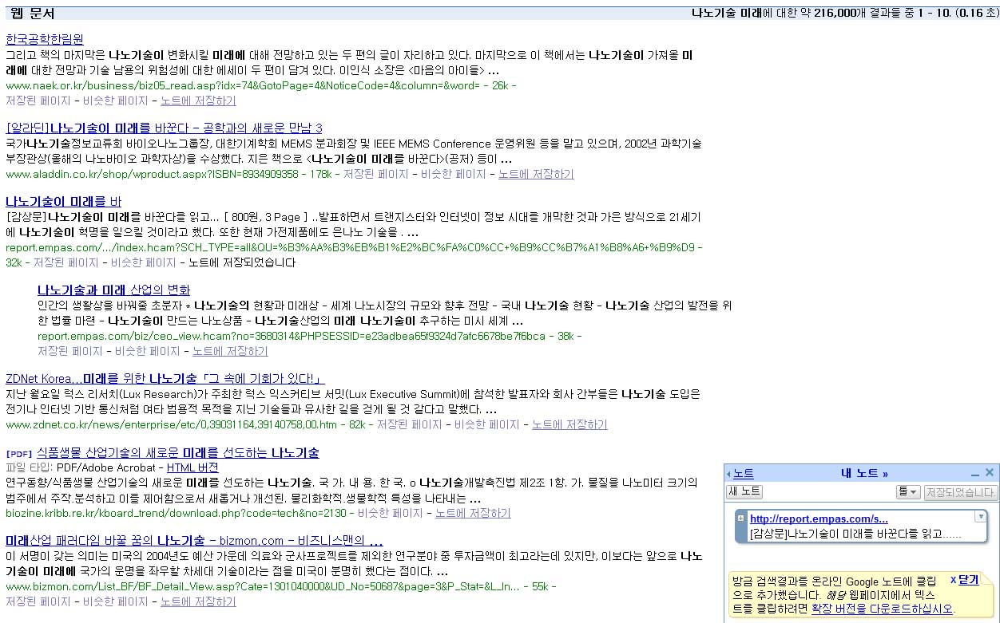 웹 문서
나노기술 미래에 대한 약 216,000개 결과들 중 1 - 10. (0.16 초)
한국공학한림원
그리고 책의 마지막은 나노기술이 변화시킬 미래에 대해 전망하고 있는 두 편의 글이 자리하고 있다. 마지막으로 이 책에서는 나노기술이 가져올 미
래에 대한 전망과 기술 남용의 위험성에 대한 에세이 두 편이 담겨 있다. 이인식 소장은 <마음의 아이들> ...
www.naek.or.kr/business/biz05_read.asp?idx=74&GotoPage=4&NoticeCode=4&column=&word= - 26k -
저장된 페이지 - 비슷한 페이지 - 노트에 저장하기
[알라딘]나노기술이 미래를 바꾼다 - 공학과의 새로운 만남 3
국가나노기술정보교류회 바이오나노그룹장, 대한기계학회 MEMS 분과회장 및 IEEE MEMS Conference 운영위원 등을 맡고 있으며, 2002년 과학기술
부장관상(올해의 나노바이오 과학자상)을 수상했다. 지은 책으로 <나노기술이 미래를 바꾼다>(공저) 등이 ...
www.aladdin.co.kr/shop/wproduct.aspx?ISBN=8934909358 - 178k - 저장된 페이지 - 비슷한 페이지 - 노트에 저장하기
나노기술이 미래를 바
[감상문]나노기술이 미래를 바꾼다를 읽고... [ 800원, 3 Page ] ..발표하면서 트랜지스터와 인터넷이 정보 시대를 개막한 것과 가은 방식으로 21세기
에 나노기술이 혁명을 일으킬 것이라고 했다. 또한 현재 가전제품에도 은나노 기술을 . ...
report.empas.com/.../index.hcam?SCH_TYPE=all&QU=%B3%AA%B3%EB%B1%E2%BC%FA%C0%CC+%B9%CC%B7%A1%B8%A6+%B9%D9 -
32k - 저장된 페이지 - 비슷한 페이지 - 노트에 저장되었습니다
나노기술과 미래 산업의 변화
인간의 생활상을 바꿔줄 초분자 * 나노기술의 현황과 미래상 - 세계 나노시장의 규모와 향후 전망 - 국내 나노기술 현황 - 나노기술 산업의 발전을 위
한 법률 마련 - 나노기술이 만드는 나노상품 - 나노기술산업의 미래 나노기술이 추구하는 미시 세계 ...
report.empas.com/biz/ceo_view.hcam?no=3680314&PHPSESSID=e23adbea65f9324d7afc6678be7f6bca - 38k -
저장된 페이지 - 비슷한 페이지 - 노트에 저장하기
ZDNet Korea...미래를 위한 나노기술「그 속에 기회가 있다!」
지난 월요일 럭스 리서치(Lux Research)가 주최한 럭스 익스커티브 서밋(Lux Executive Summit)에 참석한 발표자와 회사 간부들은 나노기술 도입은
전기나 인터넷 기반 통신처럼 여타 범용적 목적을 지닌 기술들과 유사한 길을 걷게 될 것 같다고 말했다. ...
www.zdnet.co.kr/news/enterprise/etc/0,39031164,39140758,00.htm - 82k - 저장된 페이지 - 비슷한 페이지 - 노트에 저장하기
[PDF] 식품생물 산업기술의 새로운 미래를 선도하는 나노기술
파일 타입: PDF/Adobe Acrobat - HTML 버젼
연구동향/식품생물 산업기술의 새로운 미래를 선도하는 나노기술. 국 가. 내 용. 한 국. o 나노기술개발촉진법 제2조 1항. 가. 물질을 나노미터 크기의
범주에서 주작.분석하고 이를 제어함으로서 새롭거나 개선된. 물리화학적.생물학적 특성을 나타내는 ...
biozine.kribb.re.kr/kboard_trend/download.php?code=tech&no=2130 - 비슷한 페이지 - 노트에 저장하기
미래산업 패러다임 바꿀 꿈의 나노기술 - bizmon,com - 비즈니스맨의 ...
이 서명이 갖는 의미는 미국의 2004년도 예산 가운데 의료와 군사프로젝트를 제외한 연구분야 중 투자금액이 최고라는데 있지만, 이보다는 앞으로 나노
기술이 미래에 국가의 운명을 좌우할 차세대 기술이라는 점을 미국이 분명히 했다는 점이다. ...
www.bizmon.com/List_BF/BF_Detail_View.asp?Cate=1301040000&UD_No=50687&page=3&P_Stat=&L_In... - 55k -
저장된 페이지 - 비슷한 페이지 - 노트에 저장하기
노트
내 노트 »
새 노트
툴
저장되었습니다.
http://report.empas.com/s...
[감상문]나노기술이 미래를 바꾼다를 읽고......
방금 검색결과를 온라인 Google 노트에 클립
X 닫기
으로 추가했습니다. 해당 웹페이지에서 텍스
트를 클립하려면 확장 버전을 다운로드하십시오.